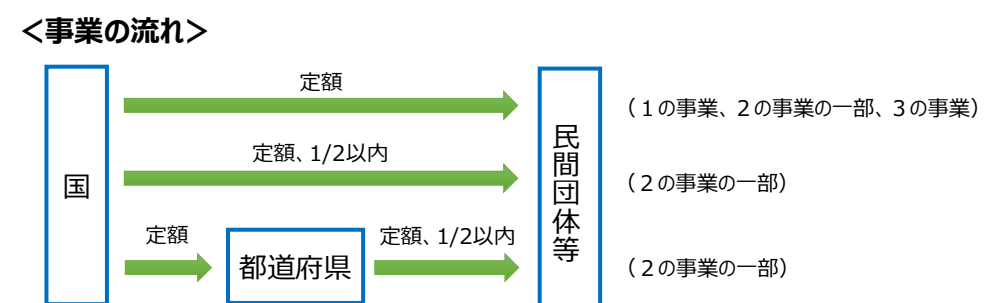 ＜事業の流れ＞
定額
（１の事業、２の事業の一部、３の事業）
定額、1/2以内
（２の事業の一部）
国
民間団体等
定額
都道府県
定額、1/2以内
（２の事業の一部）